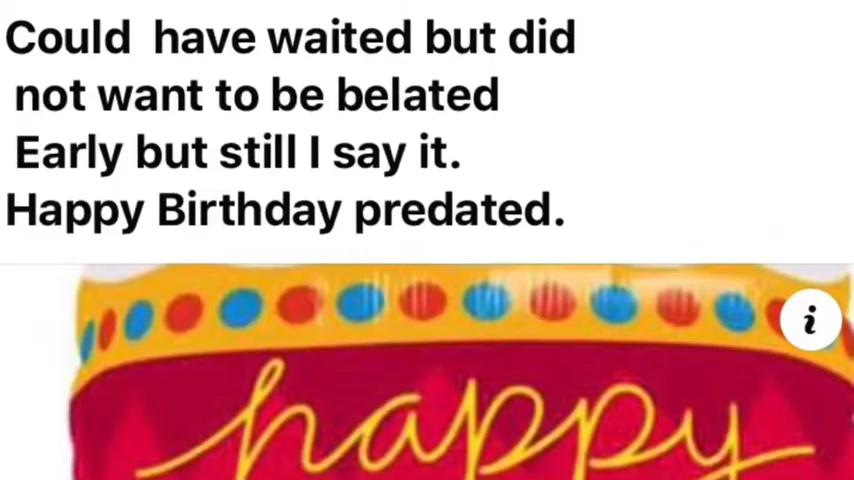 Could have waited but did
not want to be belated
Early but still I say it.
Happy Birthday predated.
i
happy